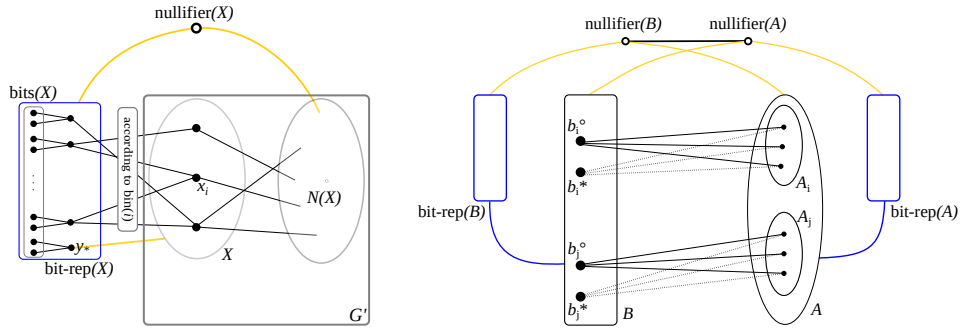 nullifier(X)
bits(X)
according to bin(i)
. . .
x_i
N(X)
y_*
X
bit-rep(X)
G'
nullifier(B)
nullifier(A)
b_i°
b_i*
A_i
bit-rep(B)
bit-rep(A)
A_j
b_j°
b_j*
B
A